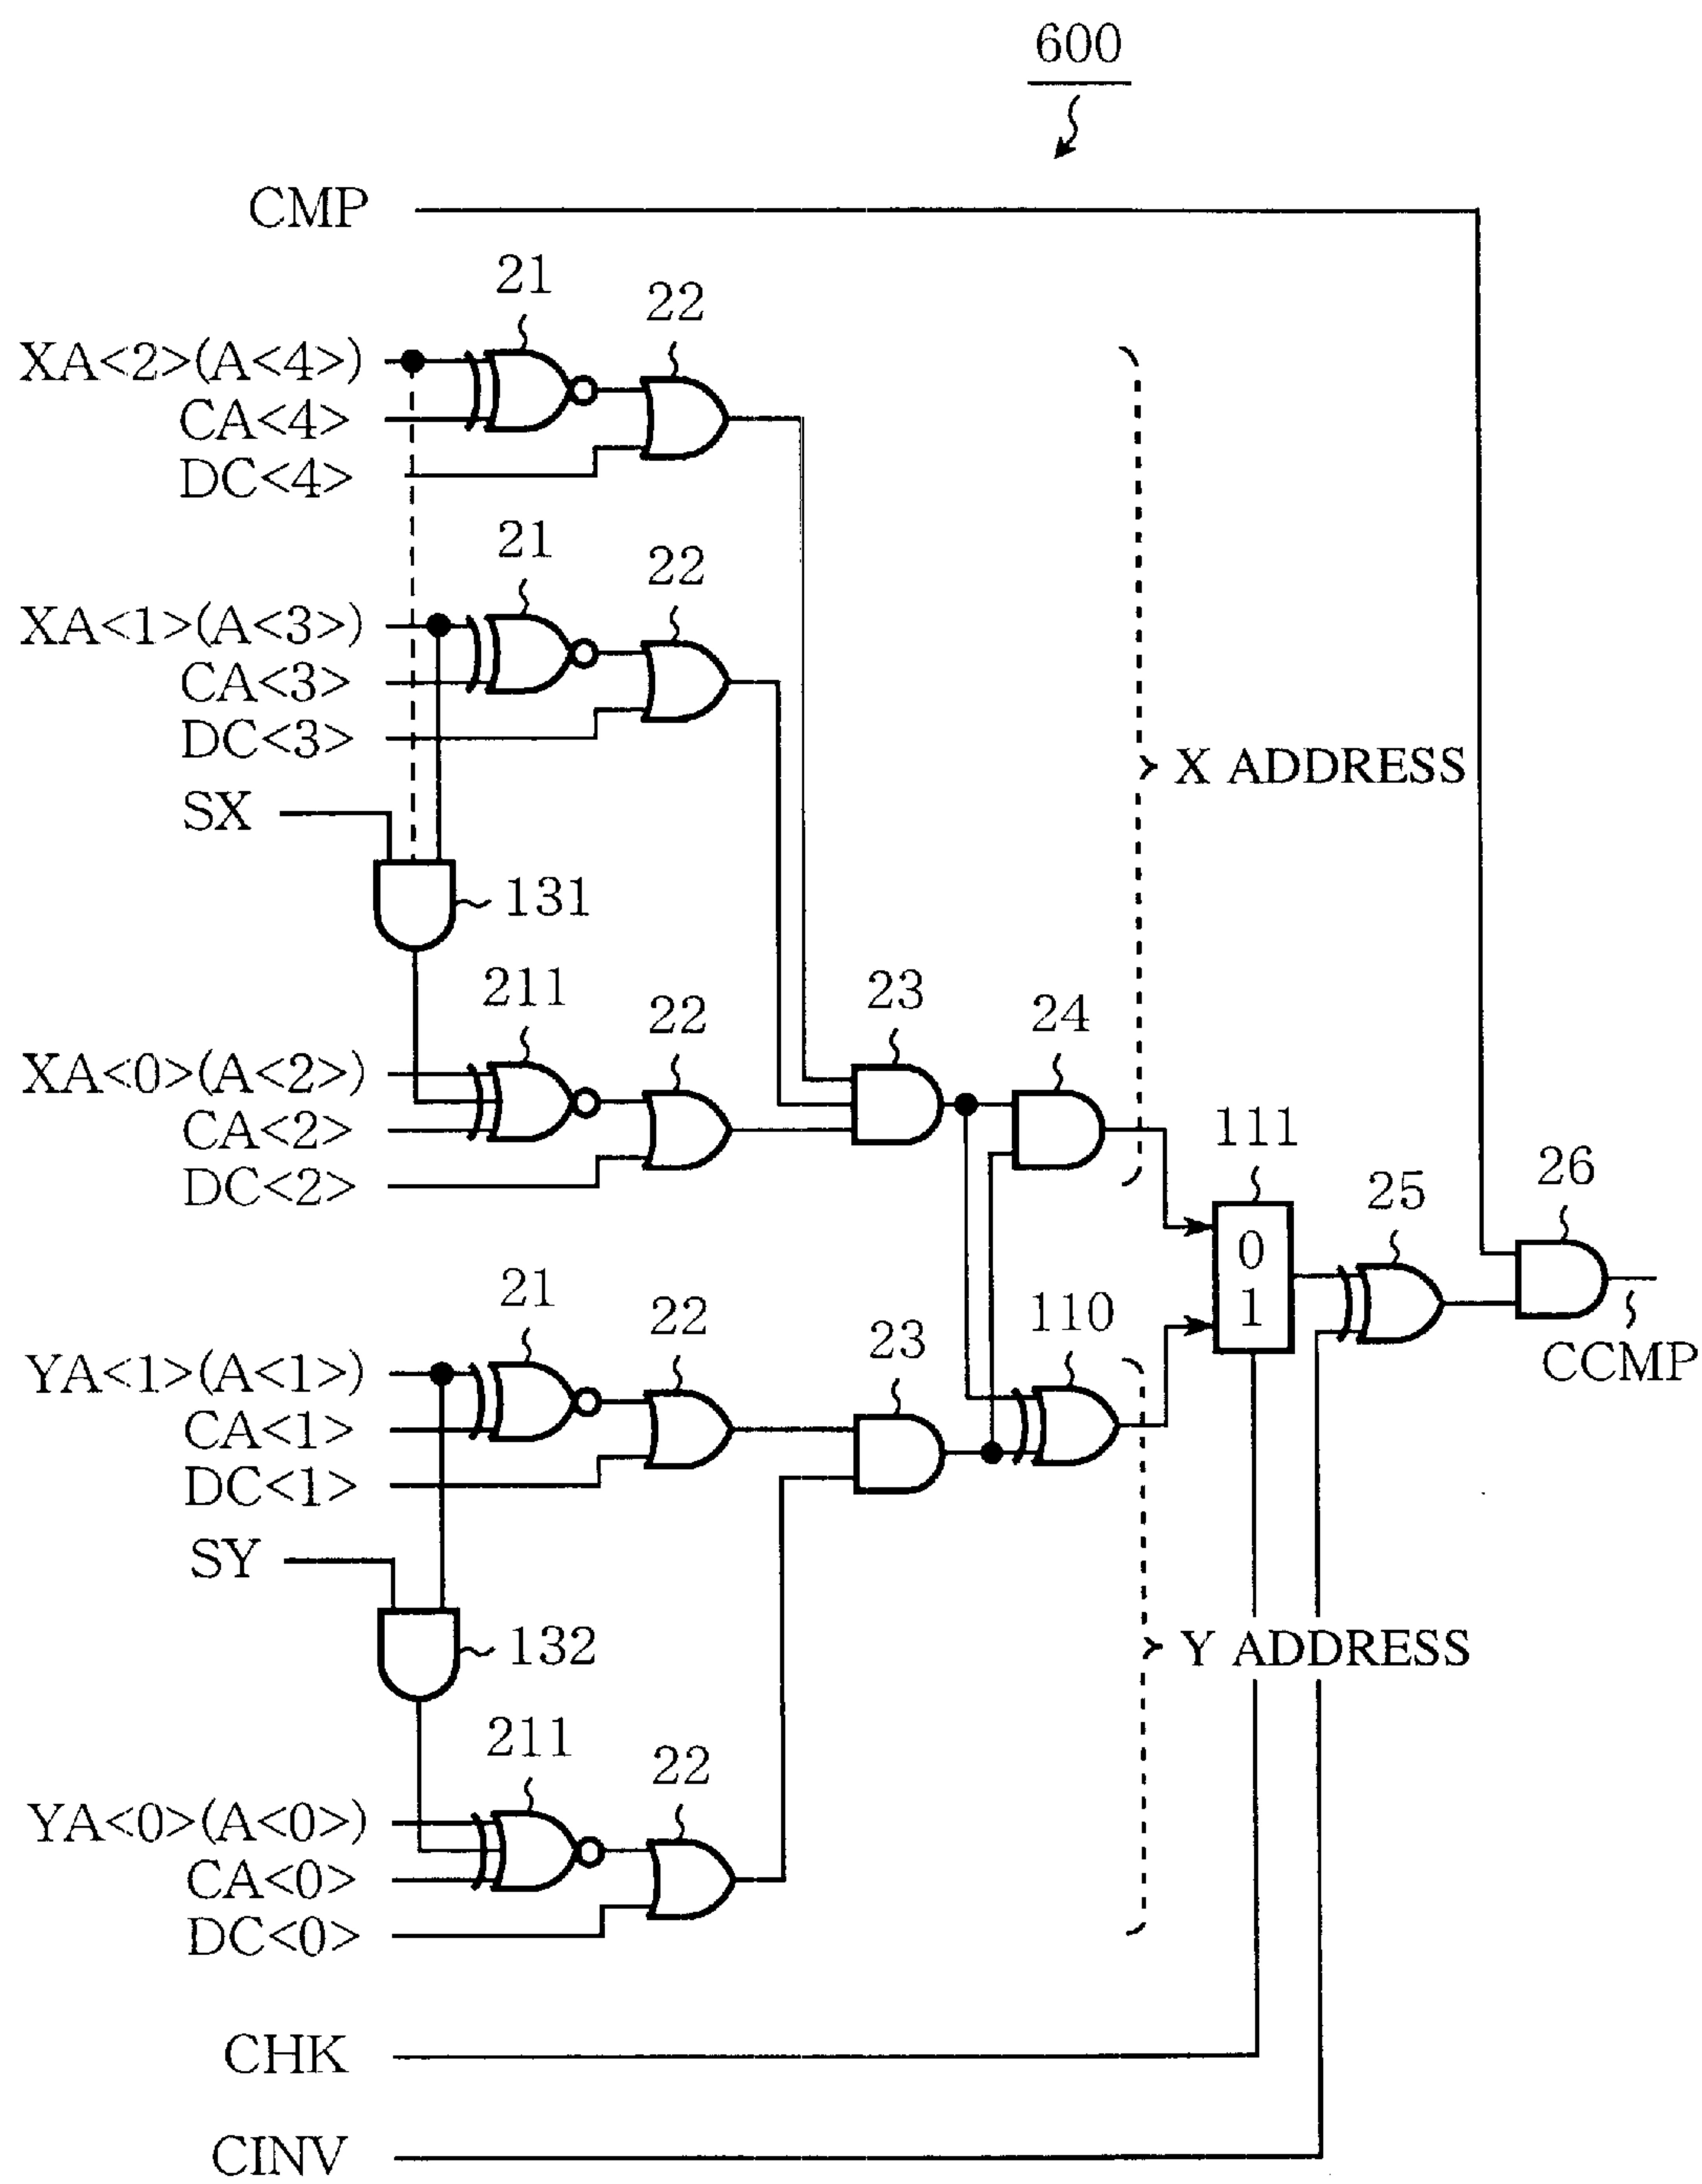 600
CMP
21
22
XA<2>(A<4>)
CA<4>
DC<4>
21
22
XA<1>(A<3>)
CA<3>
DC<3>
X ADDRESS
SX
131
211
22
23
24
XA<0>(A<2>)
CA<2>
DC<2>
111
0
1
25
26
CCMP
21
22
23
110
YA<1>(A<1>)
CA<1>
DC<1>
SY
132
Y ADDRESS
211
22
YA<0>(A<0>)
CA<0>
DC<0>
CHK
CINV